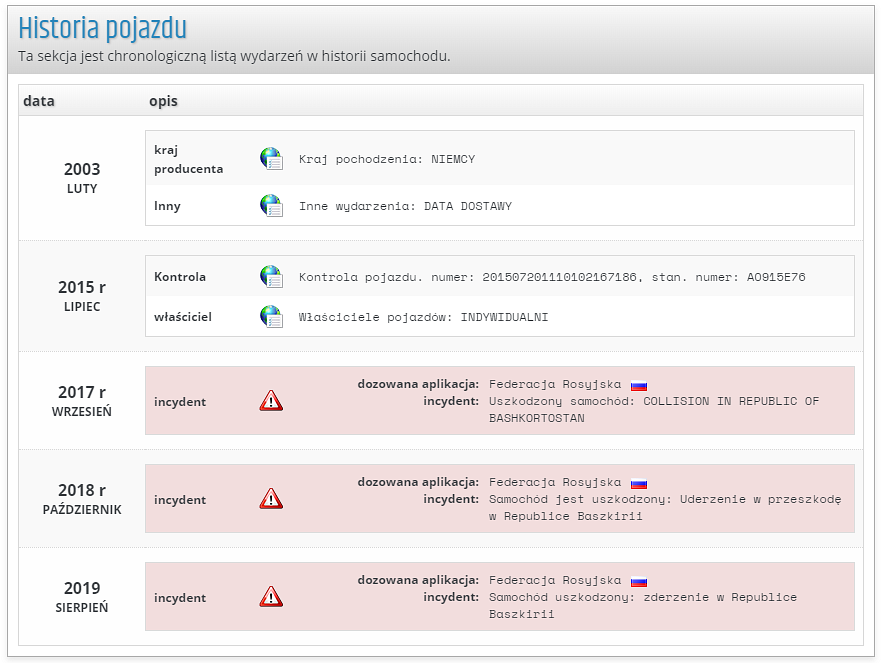 Historia pojazdu
Ta sekcja jest chronologiczną listą wydarzeń w historii samochodu.
data opis
2003
LUTY
kraj
producenta
Kraj pochodzenia: NIEMCY
Inny Inne wydarzenia: DATA DOSTAWY
2015 r
LIPIEC
Kontrola Kontrola pojazdu. numer: 201507201110102167186, stan. numer: AO915E76
właściciel Właściciele pojazdów: INDYWIDUALNI
2017 r
WRZESIEŃ
incydent
dozowana aplikacja: Federacja Rosyjska
incydent: Uszkodzony samochód: COLLISION IN REPUBLIC OF
BASHKORTOSTAN
2018 r
PAŹDZIERNIK
incydent
dozowana aplikacja: Federacja Rosyjska
incydent: Samochód jest uszkodzony: Uderzenie w przeszkodę
w Republice Baszkirii
2019
SIERPIEŃ
incydent
dozowana aplikacja: Federacja Rosyjska
incydent: Samochód uszkodzony: zderzenie w Republice
Baszkirii